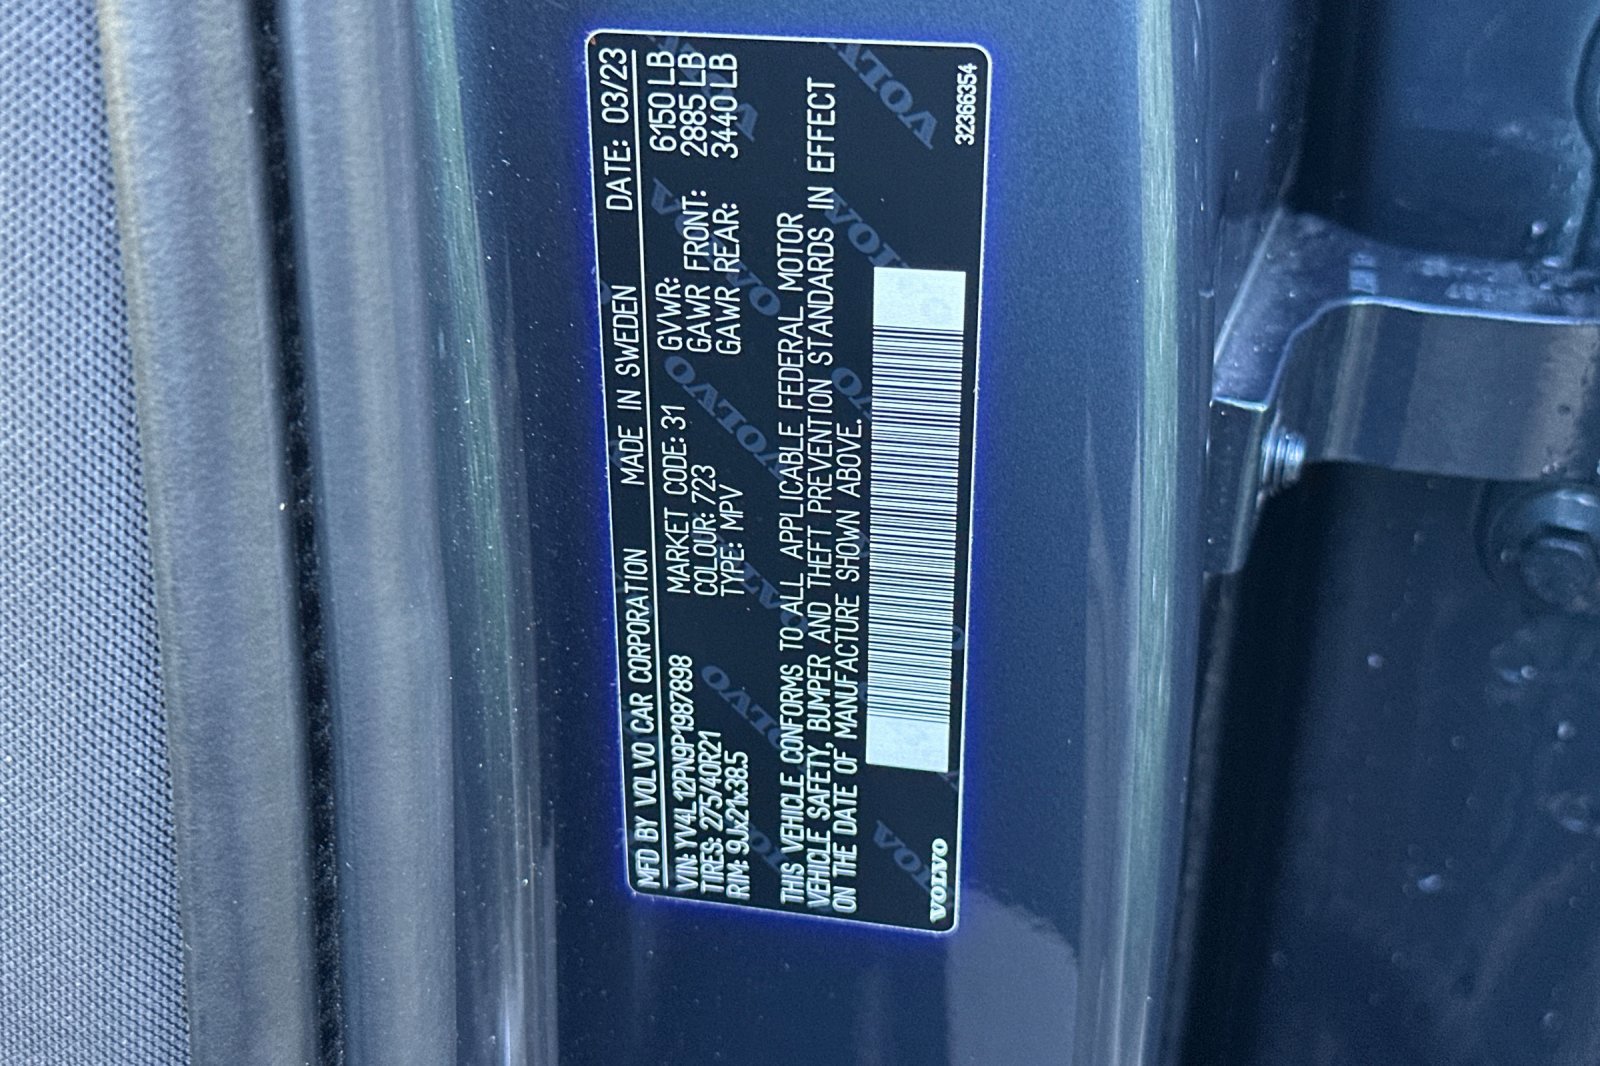 MFD BY VOLVO CAR CORPORATION MADE IN SWEDEN DATE: 03/23
VIN: YV4L12PN9P1987898 MARKET CODE: 31 GVWR: 6150 LB
TIRES: 275/40R21 COLOUR: 723 GAWR FRONT: 2885 LB
RIM: 9Jx21x38.5 TYPE: MPV GAWR REAR: 3440 LB
THIS VEHICLE CONFORMS TO ALL APPLICABLE FEDERAL MOTOR
VEHICLE SAFETY, BUMPER AND THEFT PREVENTION STANDARDS IN EFFECT
ON THE DATE OF MANUFACTURE SHOWN ABOVE.
VOLVO 32366354